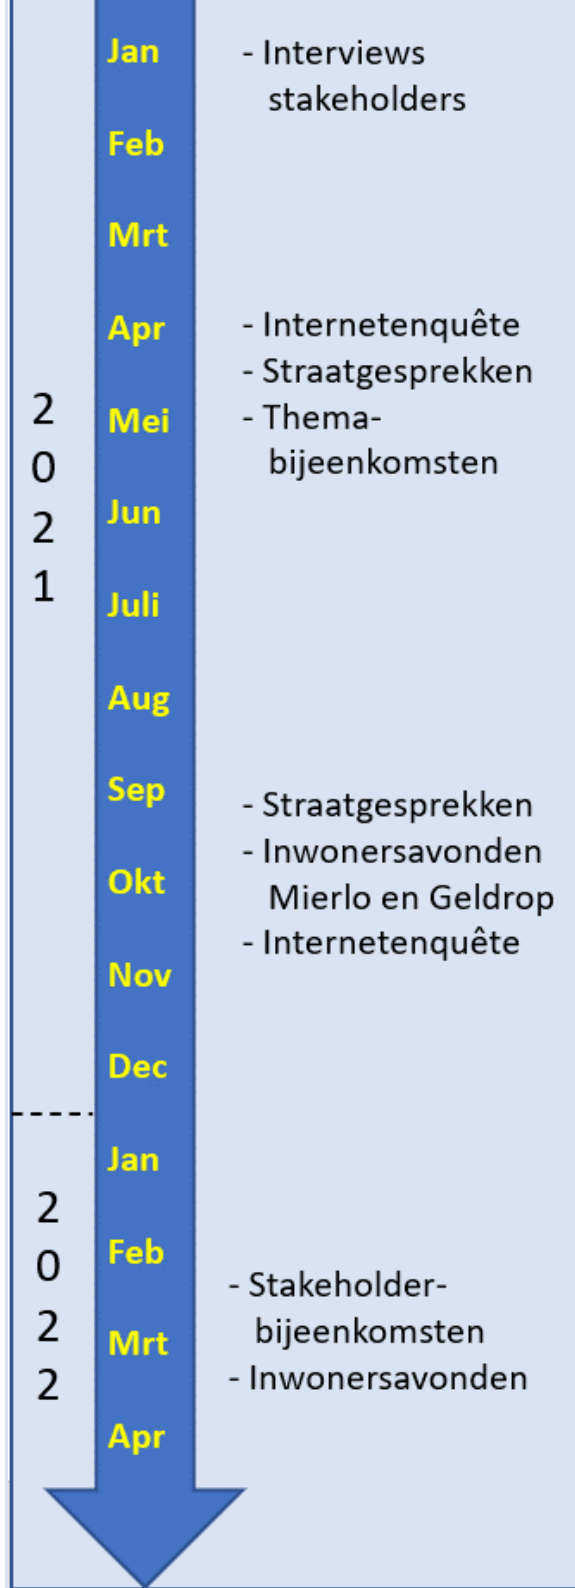 Jan
- Interviews
stakeholders
Feb
Mrt
Apr
- Internetenquête
- Straatgesprekken
Mei
- Thema-
bijeenkomsten
Jun
Juli
Aug
Sep
- Straatgesprekken
- Inwonersavonden
Okt
Mierlo en Geldrop
- Internetenquête
Nov
Dec
2
0
2
1
Jan
Feb
- Stakeholder-
bijeenkomsten
Mrt
- Inwonersavonden
Apr
2
0
2
2